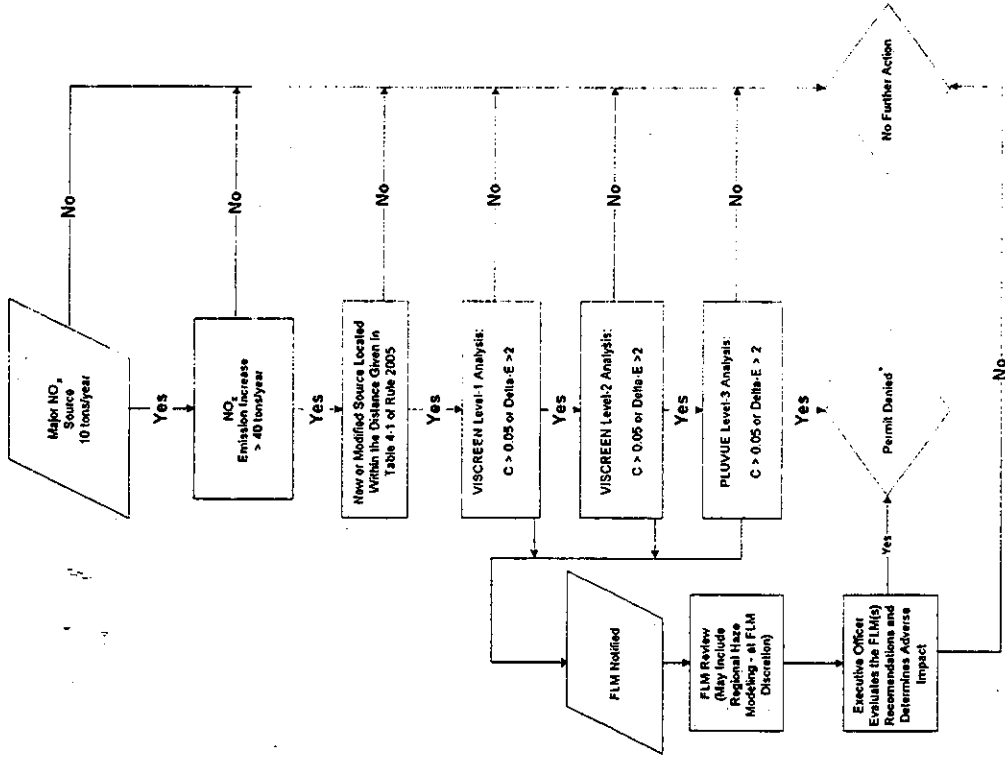 Major NOx
Source
10 tons/year
No
Yes
NOx
Emission Increase
> 40 tons/year
No
Yes
New or Modified Source Located
Within the Distance Given in
Table 4-1 of Rule 2005
No
Yes
VISCREEN Level-1 Analysis:
C > 0.05 or Delta-E >2
No
Yes
VISCREEN Level-2 Analysis:
C > 0.05 or Delta-E >2
No
Yes
PLUVUE Level-3 Analysis:
C > 0.05 or Delta-E > 2
No
Yes
FLM Notified
FLM Review
(May Include
Regional Haze
Modeling - at FLM
Discretion)
Executive Officer
Evaluates the FLM(s)
Recomendations and
Determines Adverse
Impact
Yes
Permit Denied*
No
No Further Action